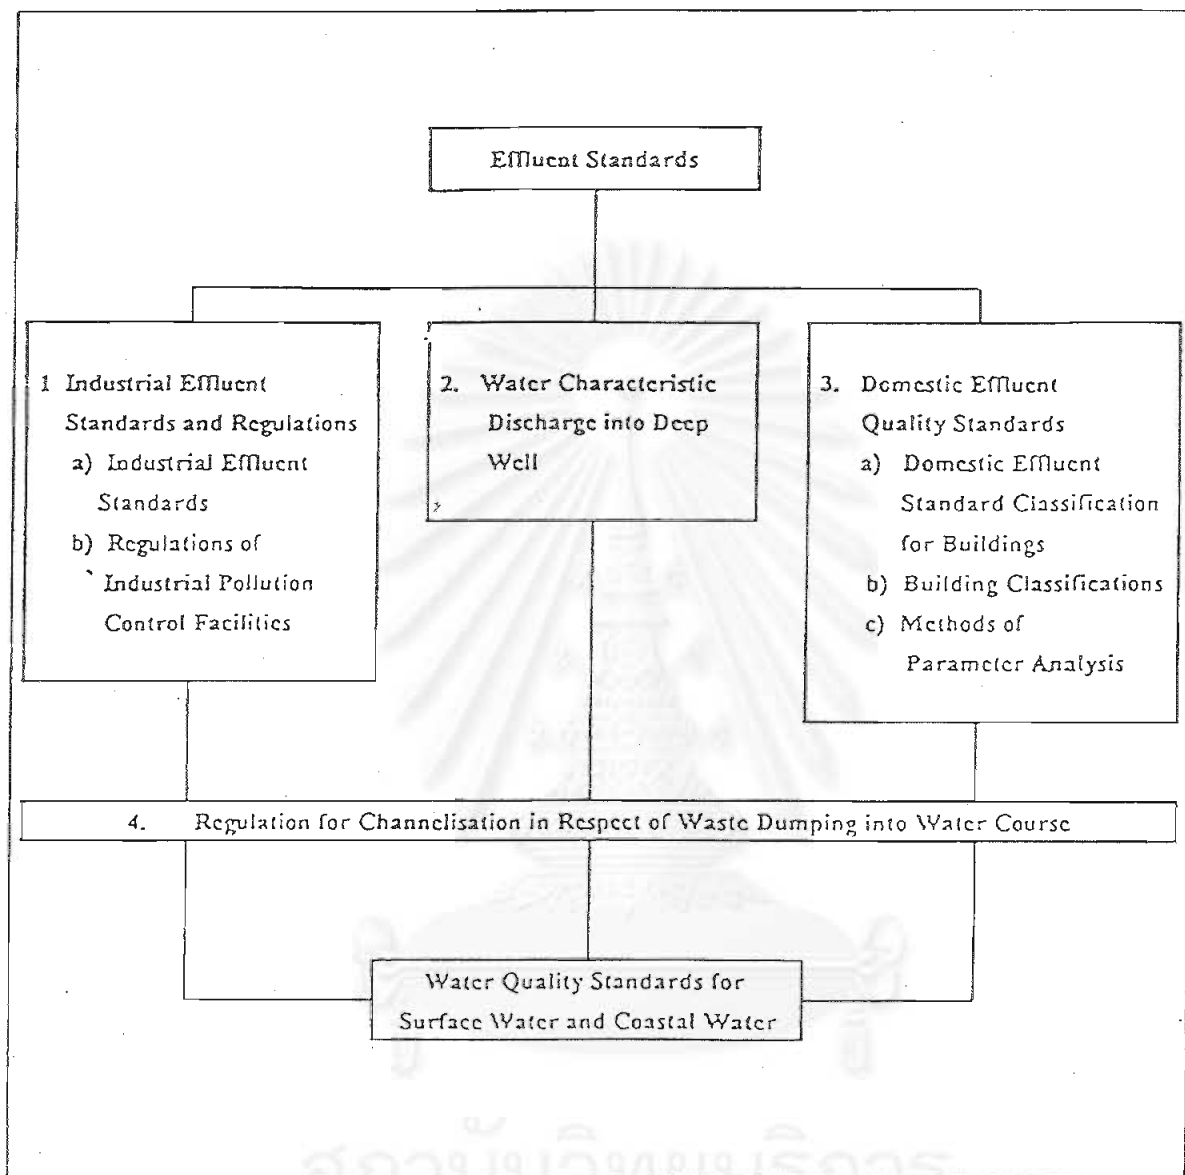 Effluent Standards
1 Industrial Effluent
Standards and Regulations
a) Industrial Effluent
Standards
b) Regulations of
Industrial Pollution
Control Facilities
2. Water Characteristic
Discharge into Deep
Well
3. Domestic Effluent
Quality Standards
a) Domestic Effluent
Standard Classification
for Buildings
b) Building Classifications
c) Methods of
Parameter Analysis
4. Regulation for Channelisation in Respect of Waste Dumping into Water Course
Water Quality Standards for
Surface Water and Coastal Water